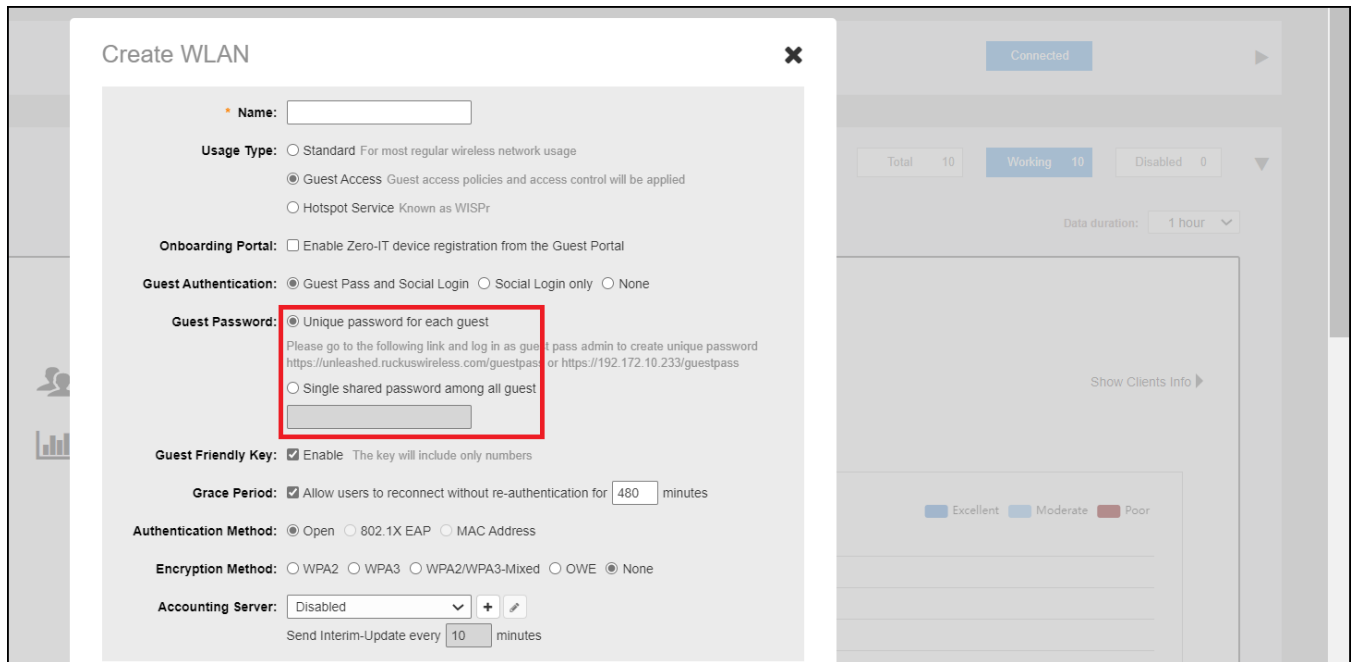 Create WLAN
Connected
* Name:
Usage Type: Standard For most regular wireless network usage
Total 10 Working 10 Disabled 0
Guest Access Guest access policies and access control will be applied
Hotspot Service Known as WISPr
Data duration: 1 hour
Onboarding Portal: Enable Zero-IT device registration from the Guest Portal
Guest Authentication: Guest Pass and Social Login Social Login only None
Guest Password: Unique password for each guest
Please go to the following link and log in as guest pass admin to create unique password
https://unleashed.ruckuswireless.com/guestpass or https://192.172.10.233/guestpass
Single shared password among all guest
Show Clients Info
Guest Friendly Key: Enable The key will include only numbers
Grace Period: Allow users to reconnect without re-authentication for 480 minutes
Excellent Moderate Poor
Authentication Method: Open 802.1X EAP MAC Address
Encryption Method: WPA2 WPA3 WPA2/WPA3-Mixed OWE None
Accounting Server: Disabled
Send Interim-Update every 10 minutes